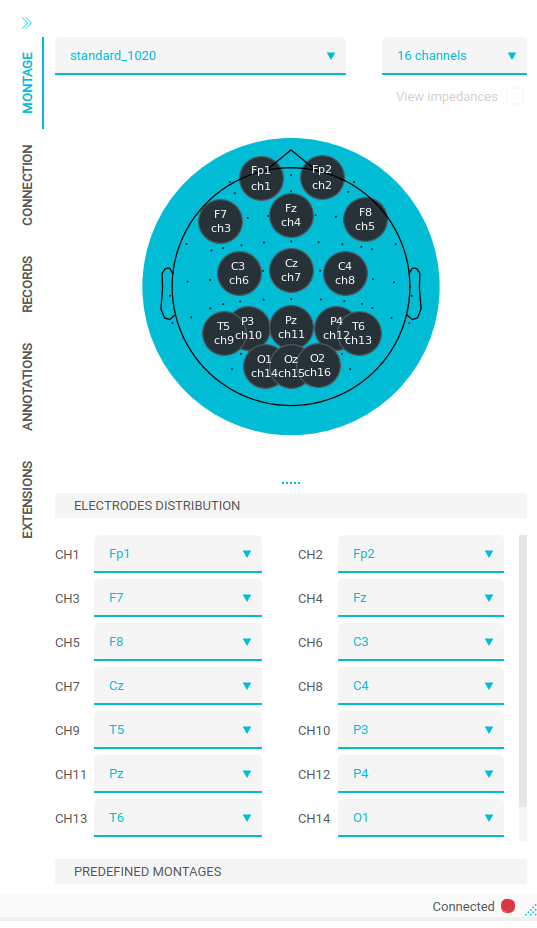 MONTAGE
CONNECTION
RECORDS
ANNOTATIONS
EXTENSIONS
standard_1020
16 channels
View impedances
Fp1
ch1
Fp2
ch2
F7
ch3
Fz
ch4
F8
ch5
C3
ch6
Cz
ch7
C4
ch8
T5
ch9
P3
ch10
Pz
ch11
P4
ch12
T6
ch13
O1
ch14
Oz
ch15
O2
ch16
ELECTRODES DISTRIBUTION
CH1 Fp1
CH2 Fp2
CH3 F7
CH4 Fz
CH5 F8
CH6 C3
CH7 Cz
CH8 C4
CH9 T5
CH10 P3
CH11 Pz
CH12 P4
CH13 T6
CH14 O1
PREDEFINED MONTAGES
Connected